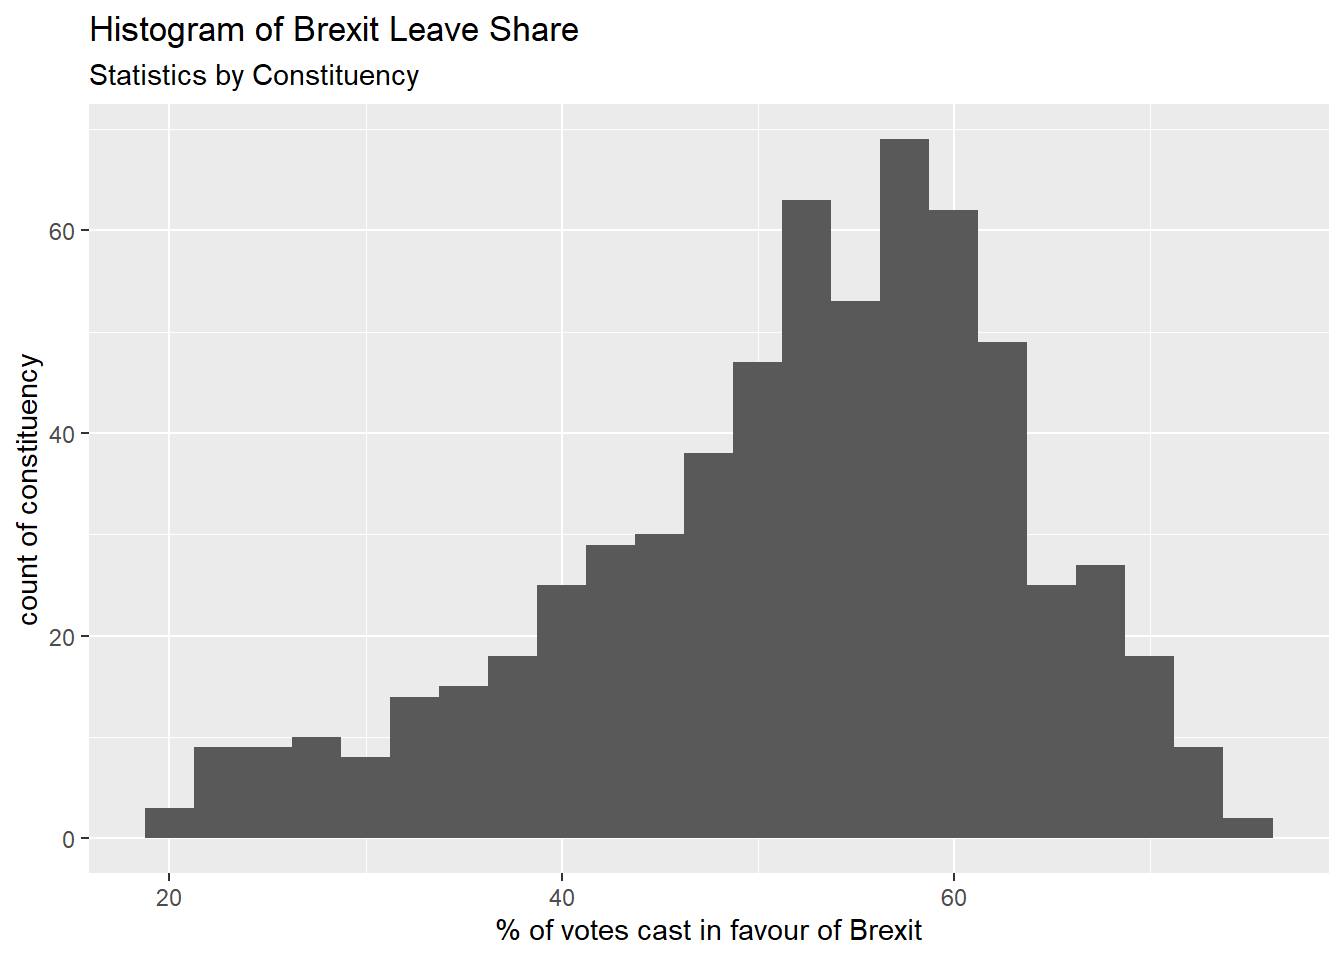 Histogram of Brexit Leave Share
Statistics by Constituency
count of constituency
60
40
20
0
20
40
60
% of votes cast in favour of Brexit